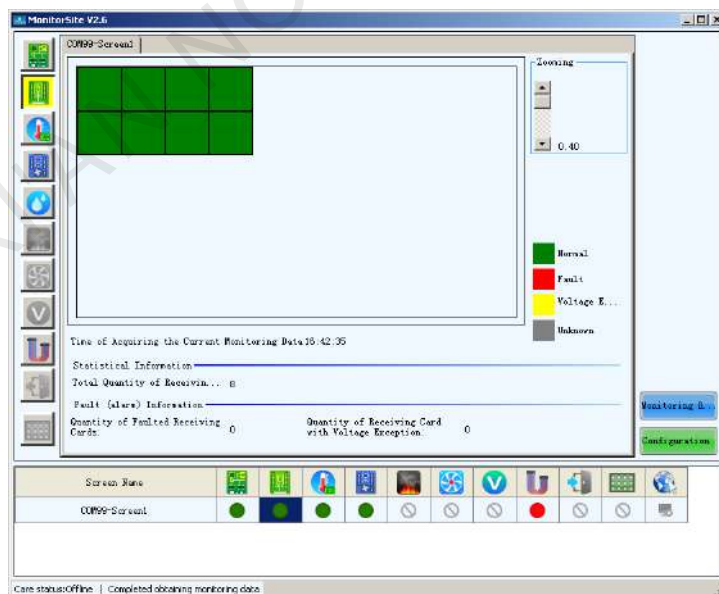 MonitorSite V2.6
COM99-Screen1
Zooming
0.40
Normal
Fault
Voltage E...
Unknown
Time of Acquiring the Current Monitoring Data 16:42:35
Statistical Information
Total Quantity of Receivin... 8
Fault (alarm) Information
Quantity of Faulted Receiving Cards: 0
Quantity of Receiving Card with Voltage Exception: 0
Monitoring D...
Configuration
Screen Name
COM99-Screen1
Care status:Offline | Completed obtaining monitoring data